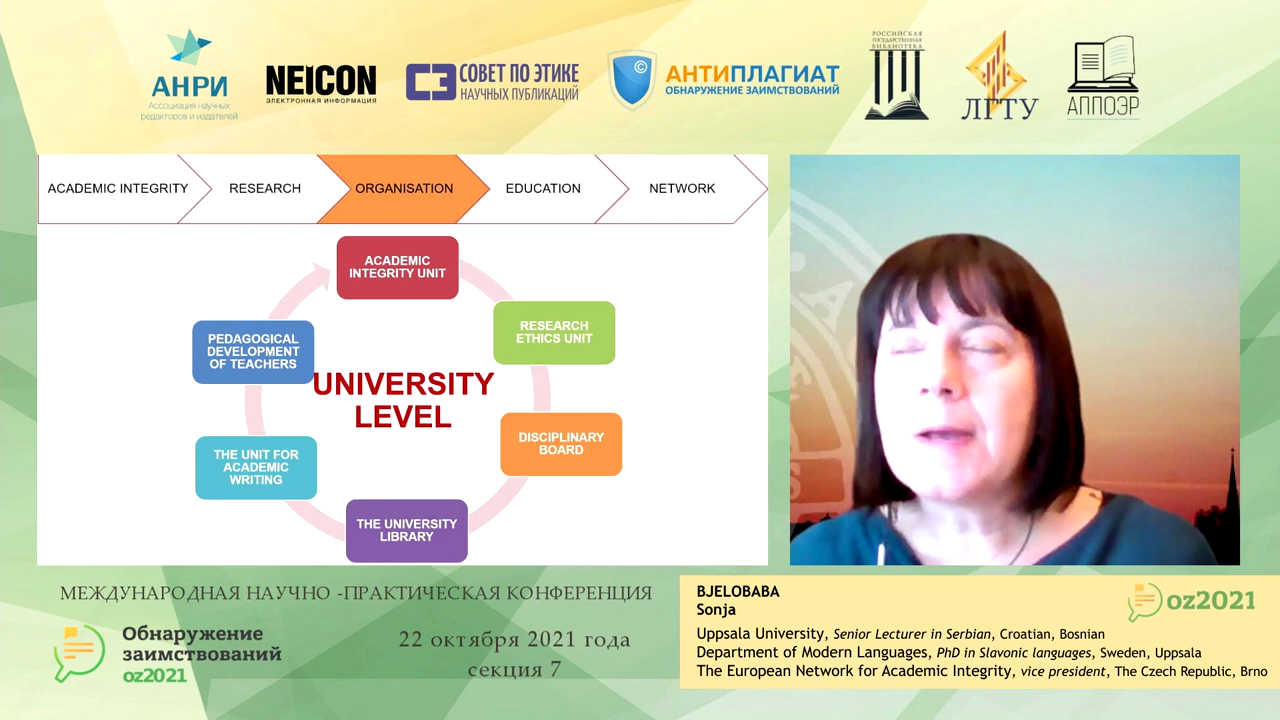 АНРИ
Ассоциация научных
редакторов и издателей
NEICON
ЭЛЕКТРОННАЯ ИНФОРМАЦИЯ
СЭ
СОВЕТ ПО ЭТИКЕ
НАУЧНЫХ ПУБЛИКАЦИЙ
©
АНТИПЛАГИАТ
ОБНАРУЖЕНИЕ ЗАИМСТВОВАНИЙ
РОССИЙСКАЯ
ГОСУДАРСТВЕННАЯ
БИБЛИОТЕКА
ЛГТУ
АППОЭР
ACADEMIC INTEGRITY
RESEARCH
ORGANISATION
EDUCATION
NETWORK
ACADEMIC
INTEGRITY UNIT
RESEARCH
ETHICS UNIT
DISCIPLINARY
BOARD
THE UNIVERSITY
LIBRARY
THE UNIT FOR
ACADEMIC
WRITING
PEDAGOGICAL
DEVELOPMENT
OF TEACHERS
UNIVERSITY
LEVEL
МЕЖДУНАРОДНАЯ НАУЧНО -ПРАКТИЧЕСКАЯ КОНФЕРЕНЦИЯ
Обнаружение
заимствований
oz2021
22 октября 2021 года
секция 7
BJELOBABA
Sonja
oz2021
Uppsala University, Senior Lecturer in Serbian, Croatian, Bosnian
Department of Modern Languages, PhD in Slavonic languages, Sweden, Uppsala
The European Network for Academic Integrity, vice president, The Czech Republic, Brno